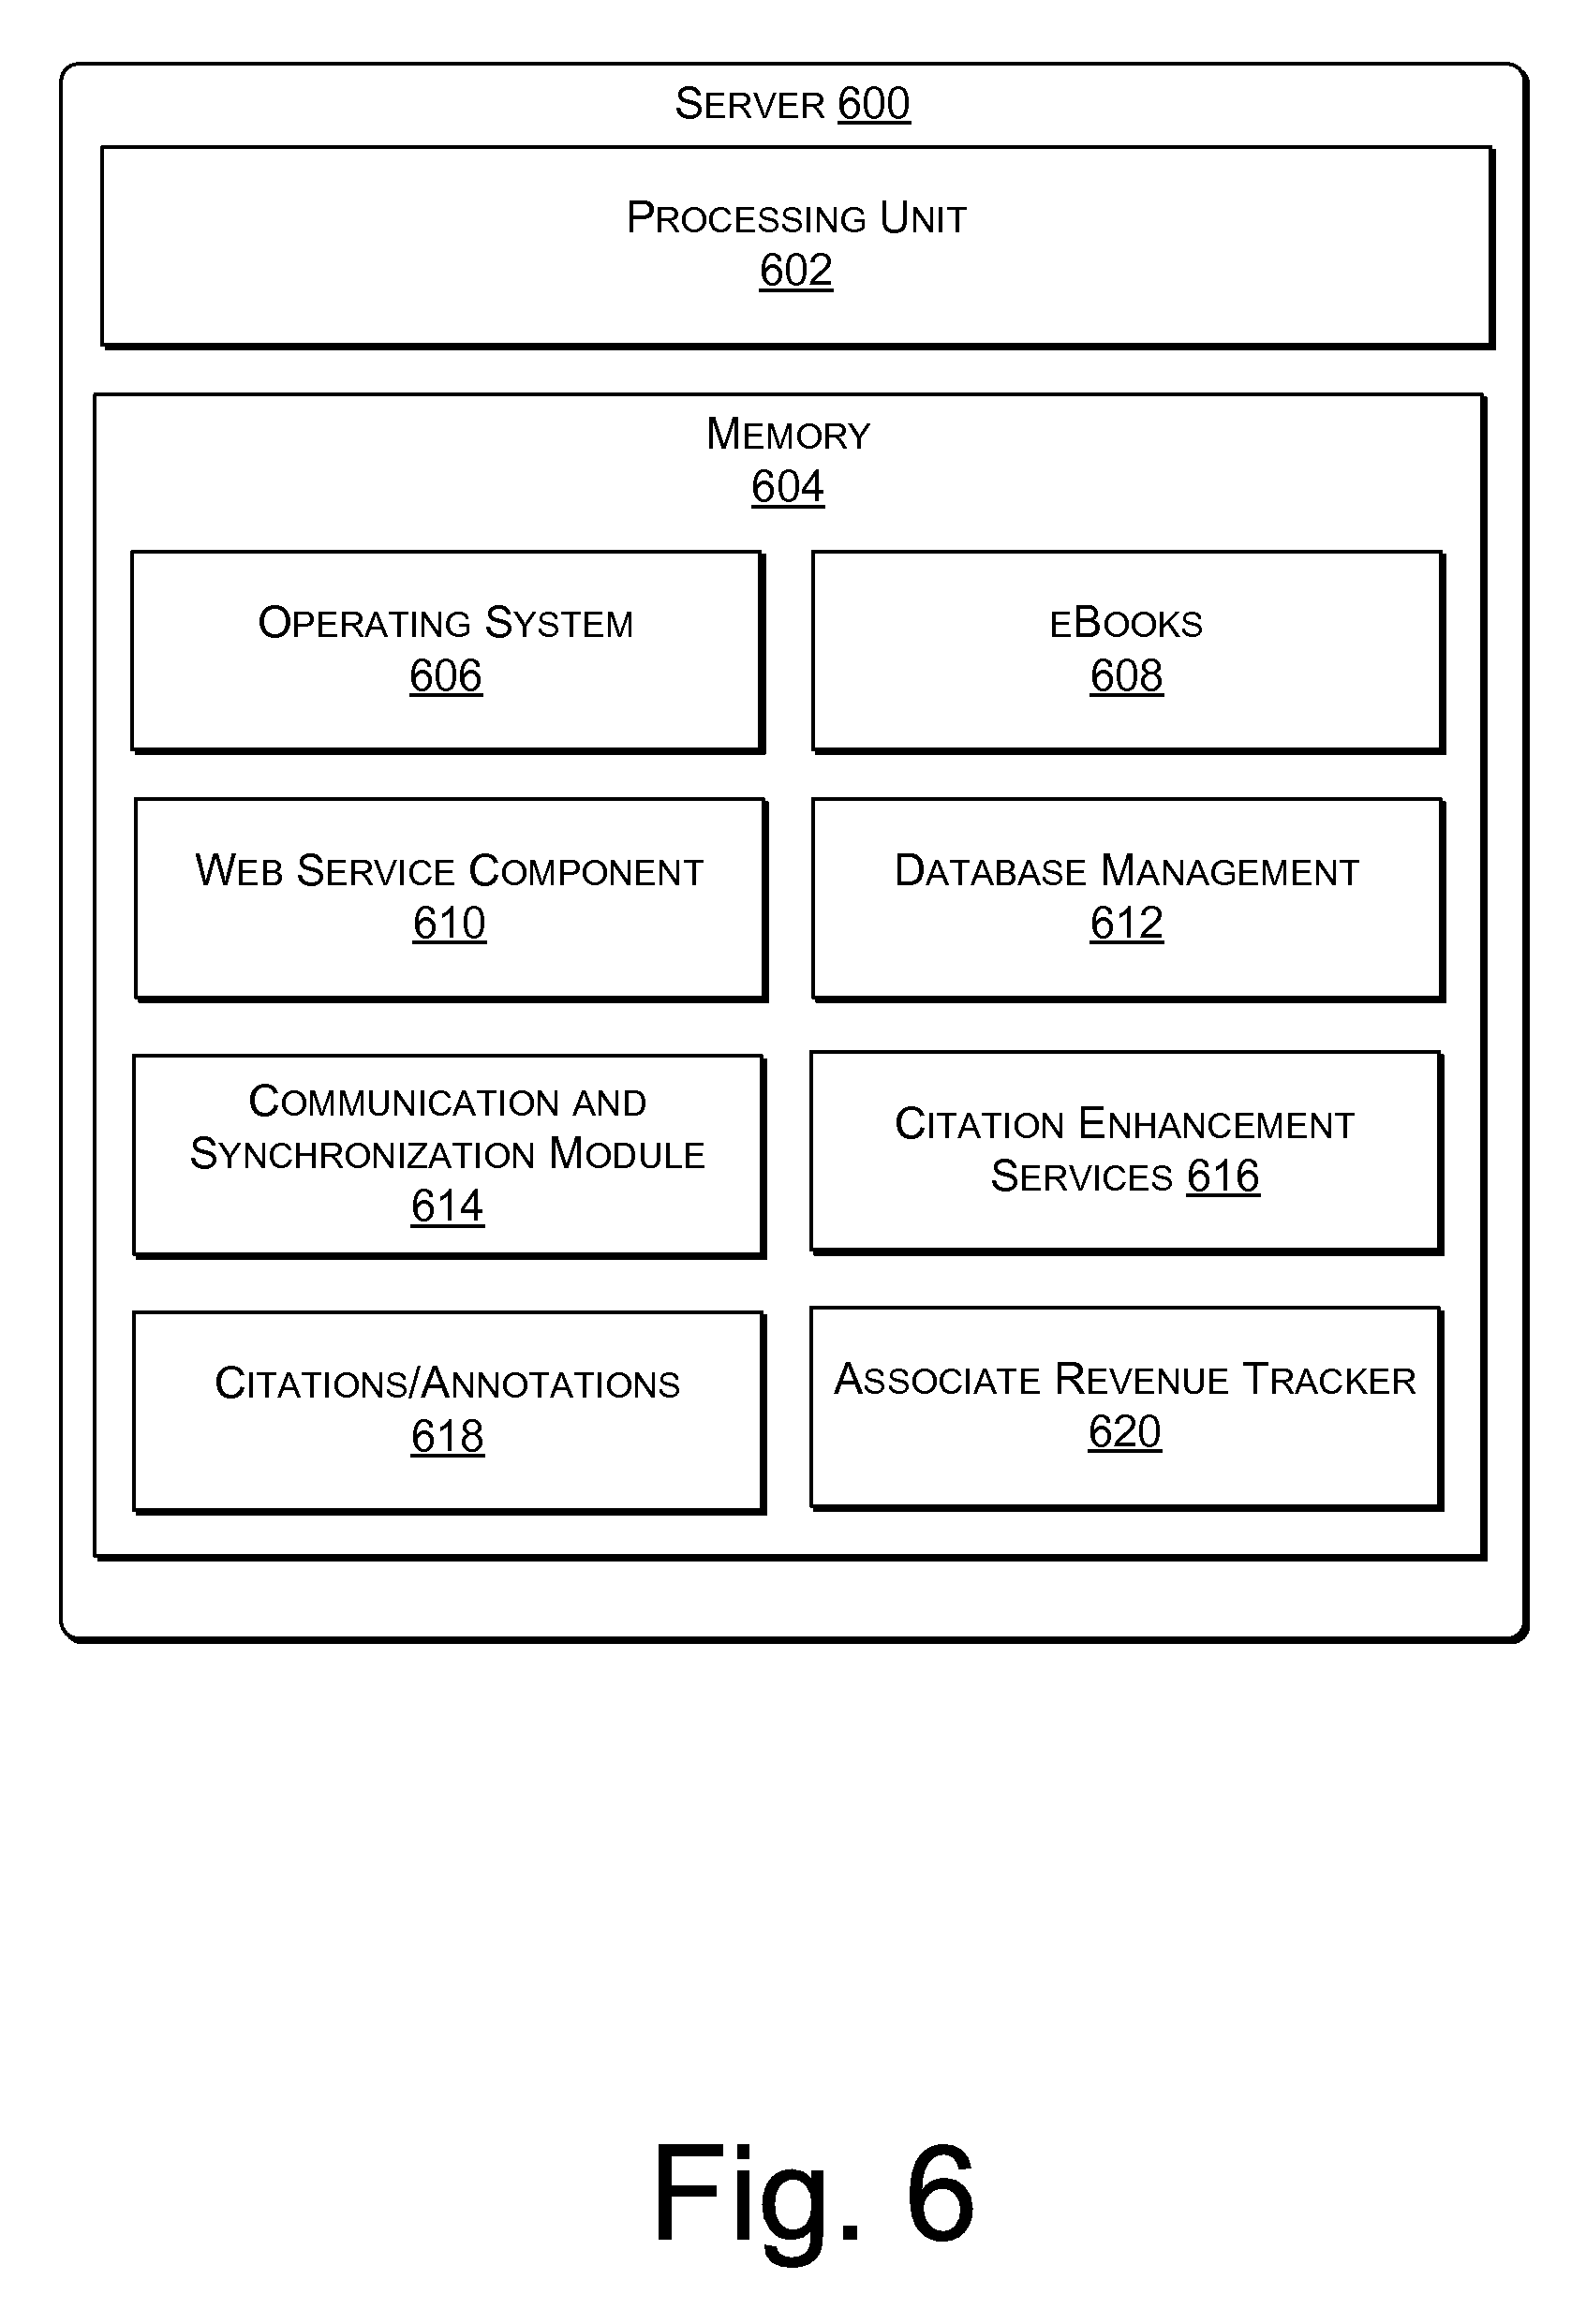 Server 600
Processing Unit
602
Memory
604
Operating System
606
eBooks
608
Web Service Component
610
Database Management
612
Communication and
Synchronization Module
614
Citation Enhancement
Services 616
Citations/Annotations
618
Associate Revenue Tracker
620
Fig. 6